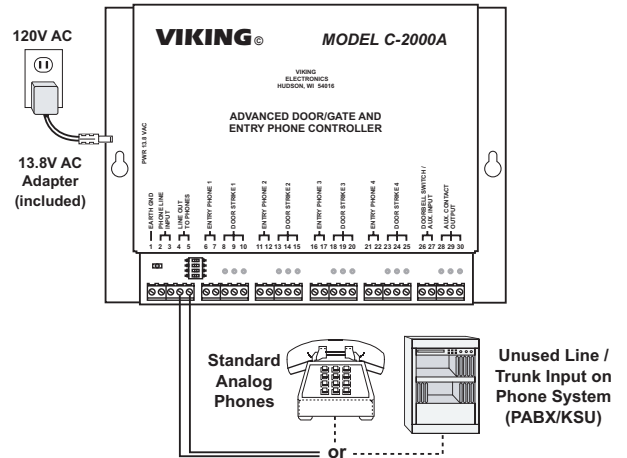 120V AC
VIKING©
MODEL C-2000A
VIKING
ELECTRONICS
HUDSON, WI 54016
ADVANCED DOOR/GATE AND
ENTRY PHONE CONTROLLER
13.8V AC
Adapter
(included)
PWR 13.8 VAC
EARTH GND
PHONE LINE
INPUT
LINE OUT
TO PHONES
ENTRY PHONE 1
DOOR STRIKE 1
ENTRY PHONE 2
DOOR STRIKE 2
ENTRY PHONE 3
DOOR STRIKE 3
ENTRY PHONE 4
DOOR STRIKE 4
DOORBELL SWITCH /
AUX. INPUT
AUX. CONTACT
OUTPUT
1 2 3 4 5 6 7 8 9 10 11 12 13 14 15 16 17 18 19 20 21 22 23 24 25 26 27 28 29 30
Standard
Analog
Phones
or
Unused Line /
Trunk Input on
Phone System
(PABX/KSU)